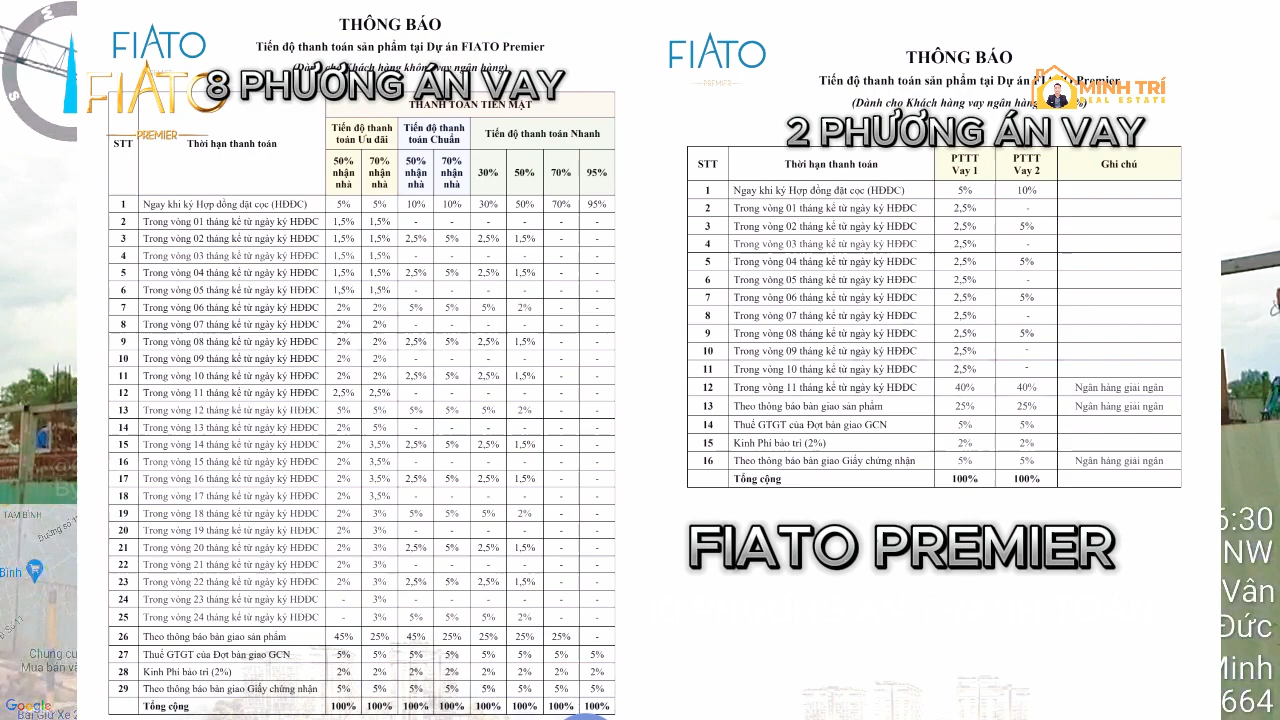 THÔNG BÁO
FIATO
Tiến độ thanh toán sản phẩm tại Dự án FIATO Premier
(Dành cho Khách hàng không vay ngân hàng)
FIATO
PREMIER
8 PHƯƠNG ÁN VAY
THANH TOÁN TIỀN MẶT
STT Thời hạn thanh toán Tiến độ thanh toán Ưu đãi Tiến độ thanh toán Chuẩn Tiến độ thanh toán Nhanh
50% nhận nhà 70% nhận nhà 50% nhận nhà 70% nhận nhà 30% 50% 70% 95%
1 Ngay khi ký Hợp đồng đặt cọc (HĐĐC) 5% 5% 10% 10% 30% 50% 70% 95%
2 Trong vòng 01 tháng kể từ ngày ký HĐĐC 1,5% 1,5% - - - - - -
3 Trong vòng 02 tháng kể từ ngày ký HĐĐC 1,5% 1,5% 2,5% 5% 2,5% 1,5% - -
4 Trong vòng 03 tháng kể từ ngày ký HĐĐC 1,5% 1,5% - - - - - -
5 Trong vòng 04 tháng kể từ ngày ký HĐĐC 1,5% 1,5% 2,5% 5% 2,5% 1,5% - -
6 Trong vòng 05 tháng kể từ ngày ký HĐĐC 1,5% 1,5% - - - - - -
7 Trong vòng 06 tháng kể từ ngày ký HĐĐC 2% 2% 5% 5% 5% 2% - -
8 Trong vòng 07 tháng kể từ ngày ký HĐĐC 2% 2% - - - - - -
9 Trong vòng 08 tháng kể từ ngày ký HĐĐC 2% 2% 2,5% 5% 2,5% 1,5% - -
10 Trong vòng 09 tháng kể từ ngày ký HĐĐC 2% 2% - - - - - -
11 Trong vòng 10 tháng kể từ ngày ký HĐĐC 2% 2% 2,5% 5% 2,5% 1,5% - -
12 Trong vòng 11 tháng kể từ ngày ký HĐĐC 2,5% 2,5% - - - - - -
13 Trong vòng 12 tháng kể từ ngày ký HĐĐC 5% 5% 5% 5% 5% 2% - -
14 Trong vòng 13 tháng kể từ ngày ký HĐĐC 2% 5% - - - - - -
15 Trong vòng 14 tháng kể từ ngày ký HĐĐC 2% 3,5% 2,5% 5% 2,5% 1,5% - -
16 Trong vòng 15 tháng kể từ ngày ký HĐĐC 2% 3,5% - - - - - -
17 Trong vòng 16 tháng kể từ ngày ký HĐĐC 2% 3.5% 2,5% 5% 2,5% 1,5% - -
18 Trong vòng 17 tháng kể từ ngày ký HĐĐC 2% 3,5% - - - - - -
19 Trong vòng 18 tháng kể từ ngày ký HĐĐC 2% 3% 5% 5% 5% 2% - -
20 Trong vòng 19 tháng kể từ ngày ký HĐĐC 2% 3% - - - - - -
21 Trong vòng 20 tháng kể từ ngày ký HĐĐC 2% 3% 2,5% 5% 2,5% 1,5% - -
22 Trong vòng 21 tháng kể từ ngày ký HĐĐC 2% 3% - - - - - -
23 Trong vòng 22 tháng kể từ ngày ký HĐĐC 2% 3% 2,5% 5% 2,5% 1,5% - -
24 Trong vòng 23 tháng kể từ ngày ký HĐĐC - 3% - - - - - -
25 Trong vòng 24 tháng kể từ ngày ký HĐĐC - 3% 5% 5% 5% 2% - -
26 Theo thông báo bàn giao sản phẩm 45% 25% 45% 25% 25% 25% 25% -
27 Thuế GTGT của Đợt bàn giao GCN 5% 5% 5% 5% 5% 5% 5% 5%
28 Kinh Phí bảo trì (2%) 2% 2% 2% 2% 2% 2% 2% 2%
29 Theo thông báo bàn giao 5% 5% 5% 5% 5% 5% 5% 5%
Tổng cộng 100% 100% 100% 100% 100% 100% 100% 100%
FIATO
PREMIER
THÔNG BÁO
Tiến độ thanh toán sản phẩm tại Dự án FIATO Premier
(Dành cho Khách hàng vay ngân hàng
MINH TRÍ
REAL ESTATE
2 PHƯƠNG ÁN VAY
STT Thời hạn thanh toán PTTT Vay 1 PTTT Vay 2 Ghi chú
1 Ngay khi ký Hợp đồng đặt cọc (HĐĐC) 5% 10%
2 Trong vòng 01 tháng kể từ ngày ký HĐĐC 2,5% -
3 Trong vòng 02 tháng kể từ ngày ký HĐĐC 2,5% 5%
4 Trong vòng 03 tháng kể từ ngày ký HĐĐC 2,5% -
5 Trong vòng 04 tháng kể từ ngày ký HĐĐC 2,5% 5%
6 Trong vòng 05 tháng kể từ ngày ký HĐĐC 2,5% -
7 Trong vòng 06 tháng kể từ ngày ký HĐĐC 2,5% 5%
8 Trong vòng 07 tháng kể từ ngày ký HĐĐC 2,5% -
9 Trong vòng 08 tháng kể từ ngày ký HĐĐC 2,5% 5%
10 Trong vòng 09 tháng kể từ ngày ký HĐĐC 2,5% -
11 Trong vòng 10 tháng kể từ ngày ký HĐĐC 2,5% -
12 Trong vòng 11 tháng kể từ ngày ký HĐĐC 40% 40% Ngân hàng giải ngân
13 Theo thông báo bàn giao sản phẩm 25% 25% Ngân hàng giải ngân
14 Thuế GTGT của Đợt bàn giao GCN 5% 5%
15 Kinh Phí bảo trì (2%) 2% 2%
16 Theo thông báo bàn giao Giấy chứng nhận 5% 5% Ngân hàng giải ngân
Tổng cộng 100% 100%
FIATO PREMIER
TAM BÌNH
Đường số
Bình
Chung cư
Mua bán
Google
:30
NW
Vân
Đức
Minh
664